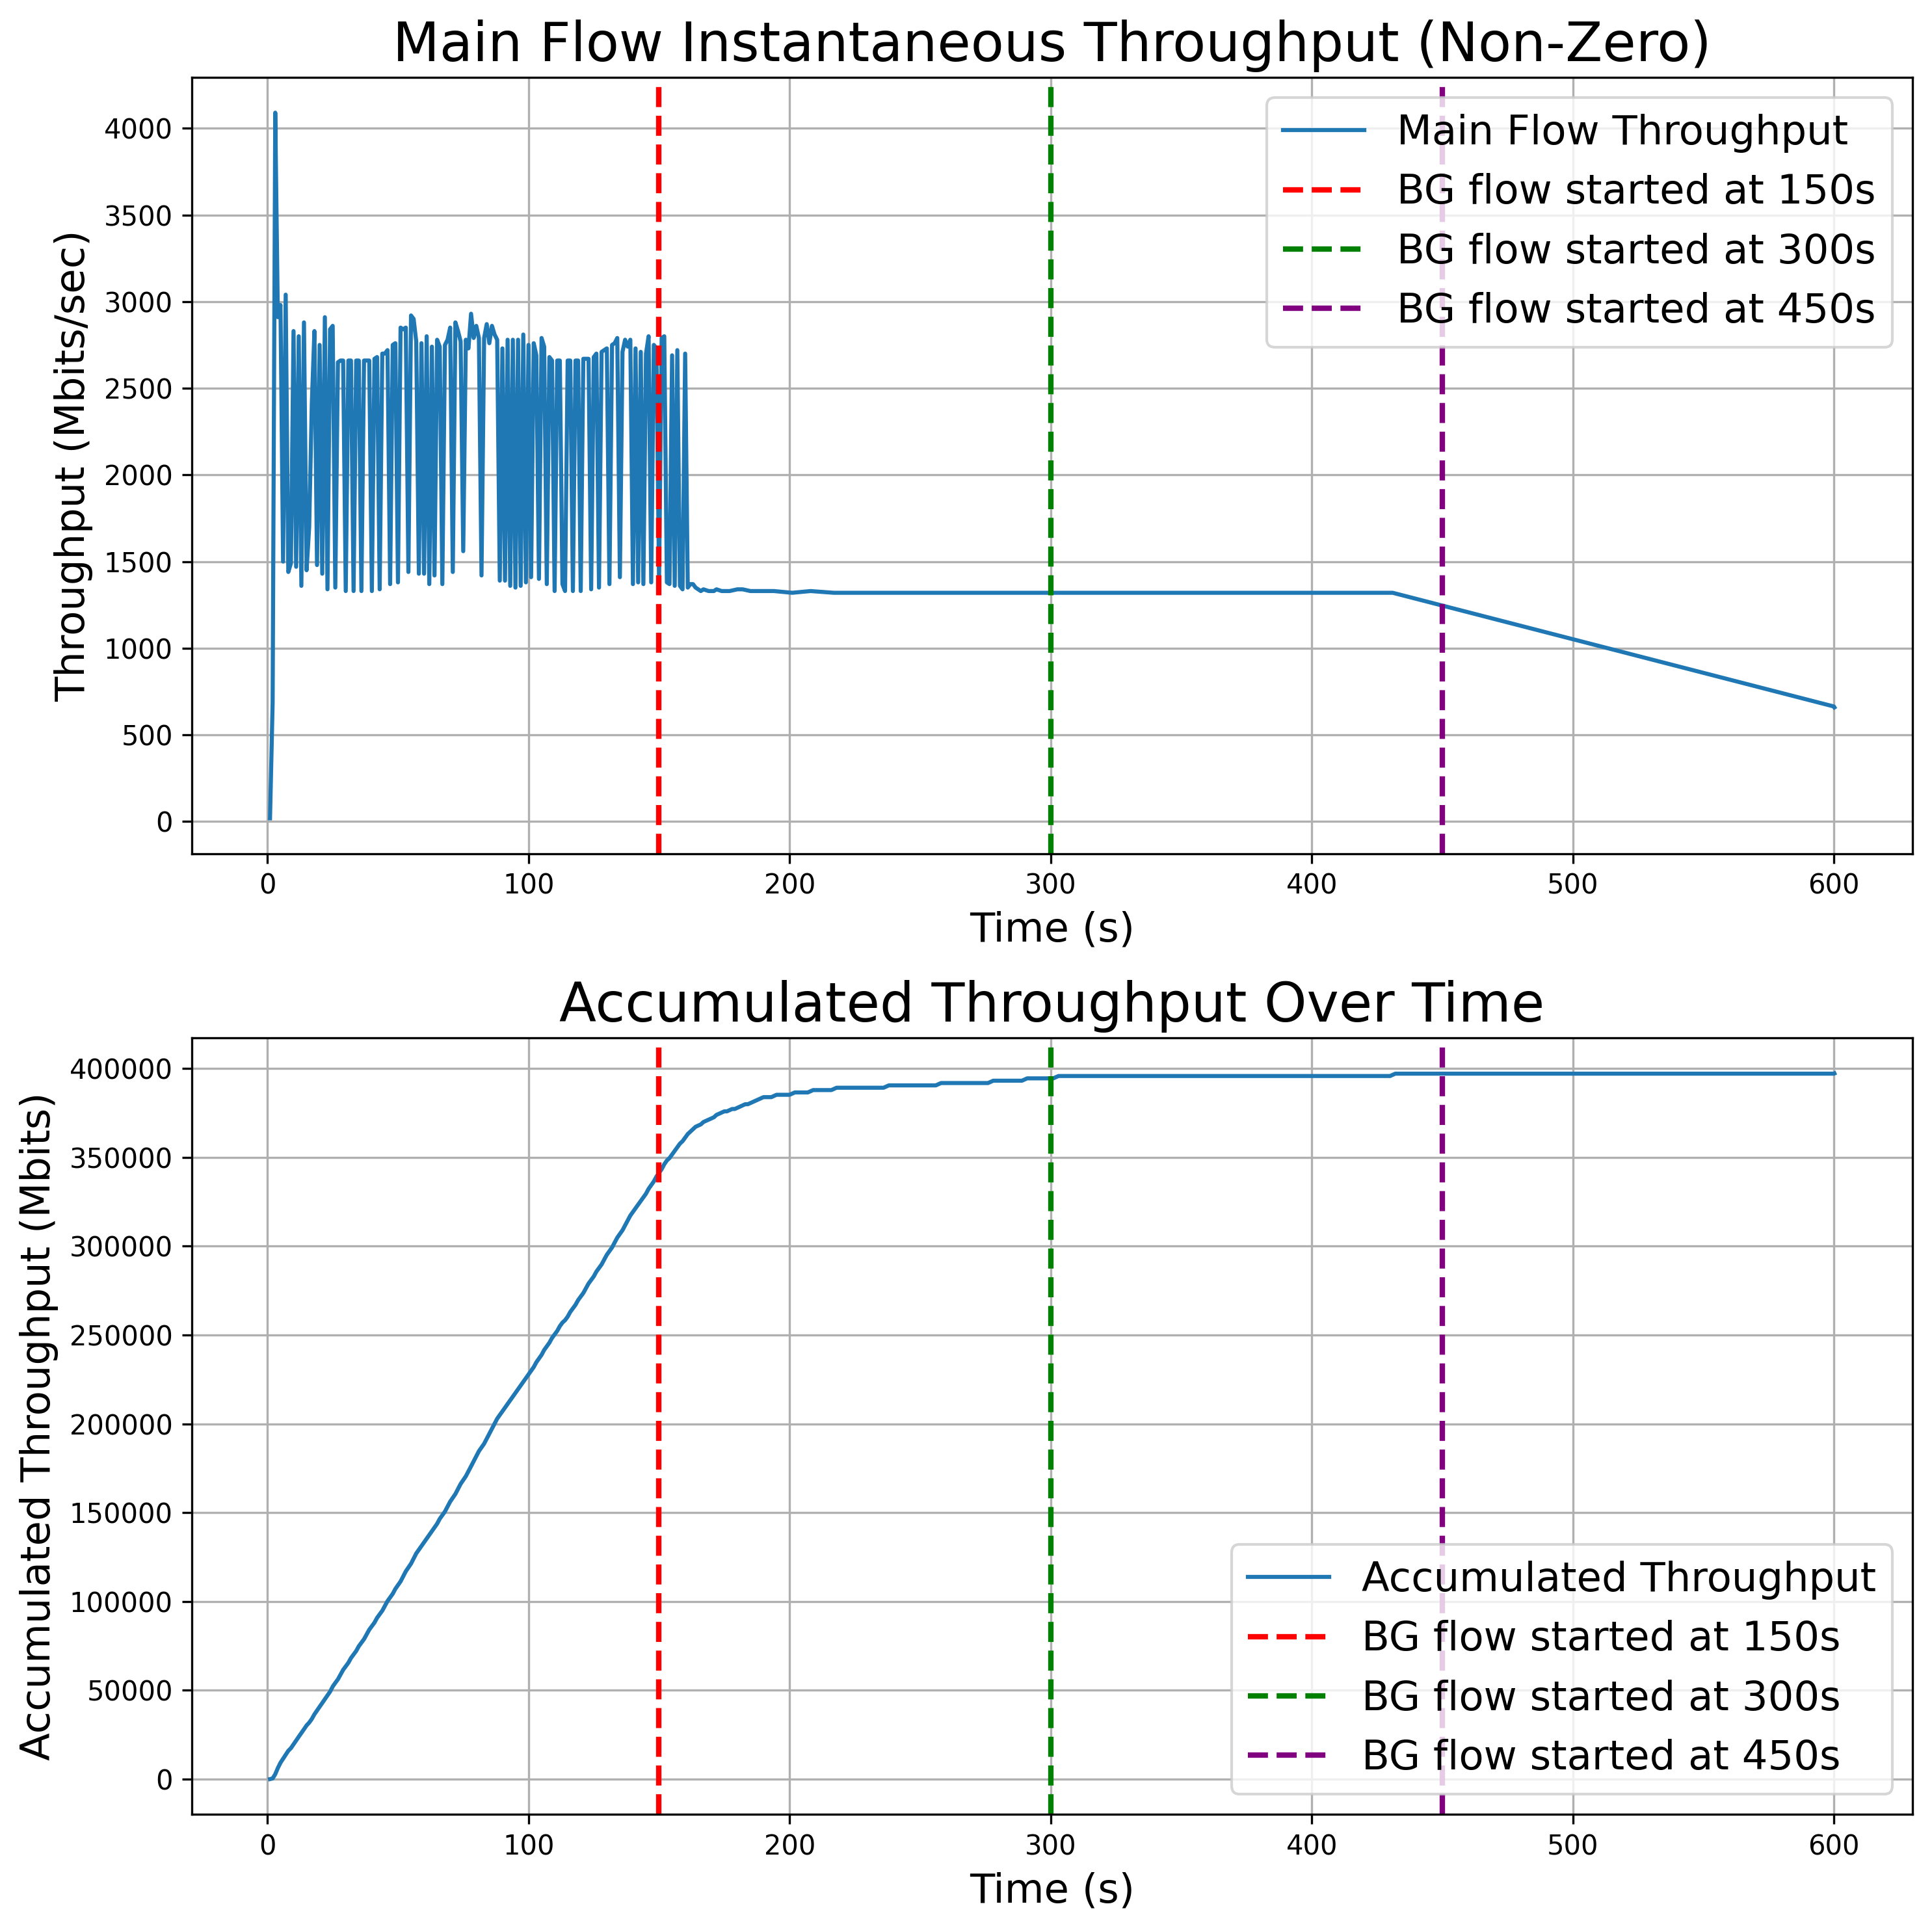 Main Flow Instantaneous Throughput (Non-Zero)
Throughput (Mbits/sec)
4000
3500
3000
2500
2000
1500
1000
500
0
Main Flow Throughput
BG flow started at 150s
BG flow started at 300s
BG flow started at 450s
0 100 200 300 400 500 600
Time (s)
Accumulated Throughput Over Time
Accumulated Throughput (Mbits)
400000
350000
300000
250000
200000
150000
100000
50000
0
Accumulated Throughput
BG flow started at 150s
BG flow started at 300s
BG flow started at 450s
0 100 200 300 400 500 600
Time (s)